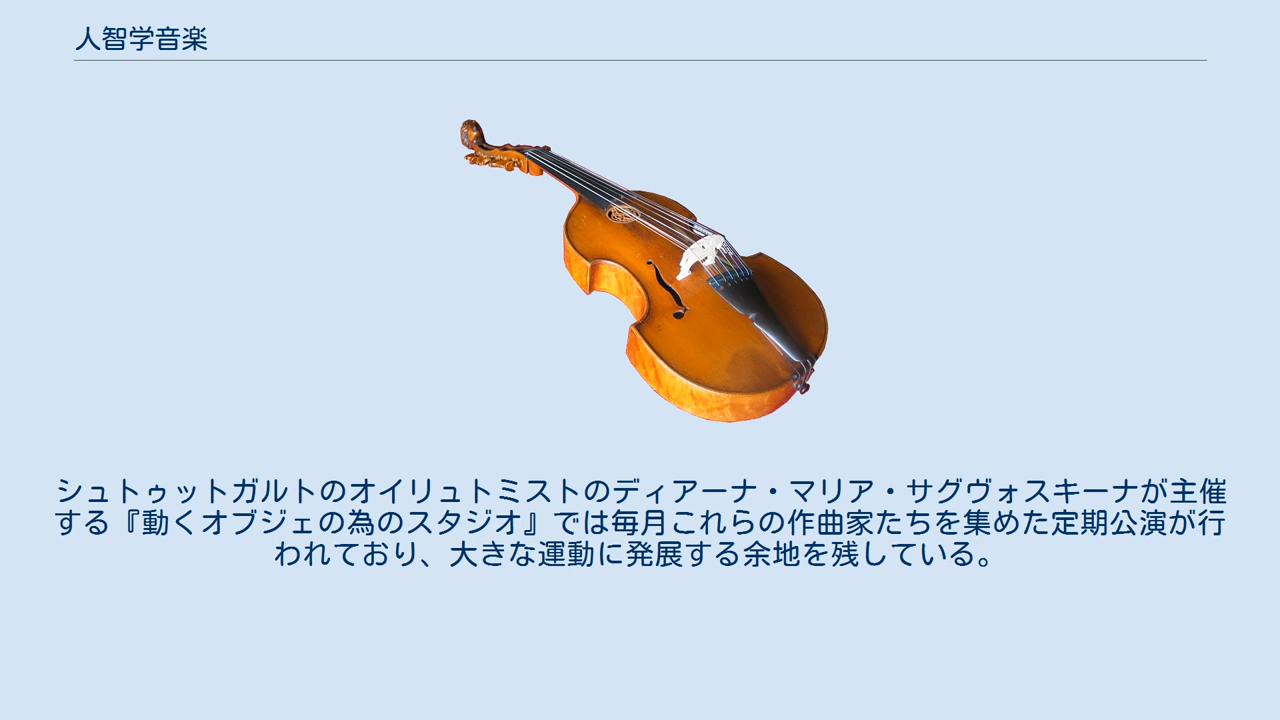 人智学音楽
シュトゥットガルトのオイリュトミストのディアーナ・マリア・サグヴォスキーナが主催
する『動くオブジェの為のスタジオ』では毎月これらの作曲家たちを集めた定期公演が行
われており、大きな運動に発展する余地を残している。